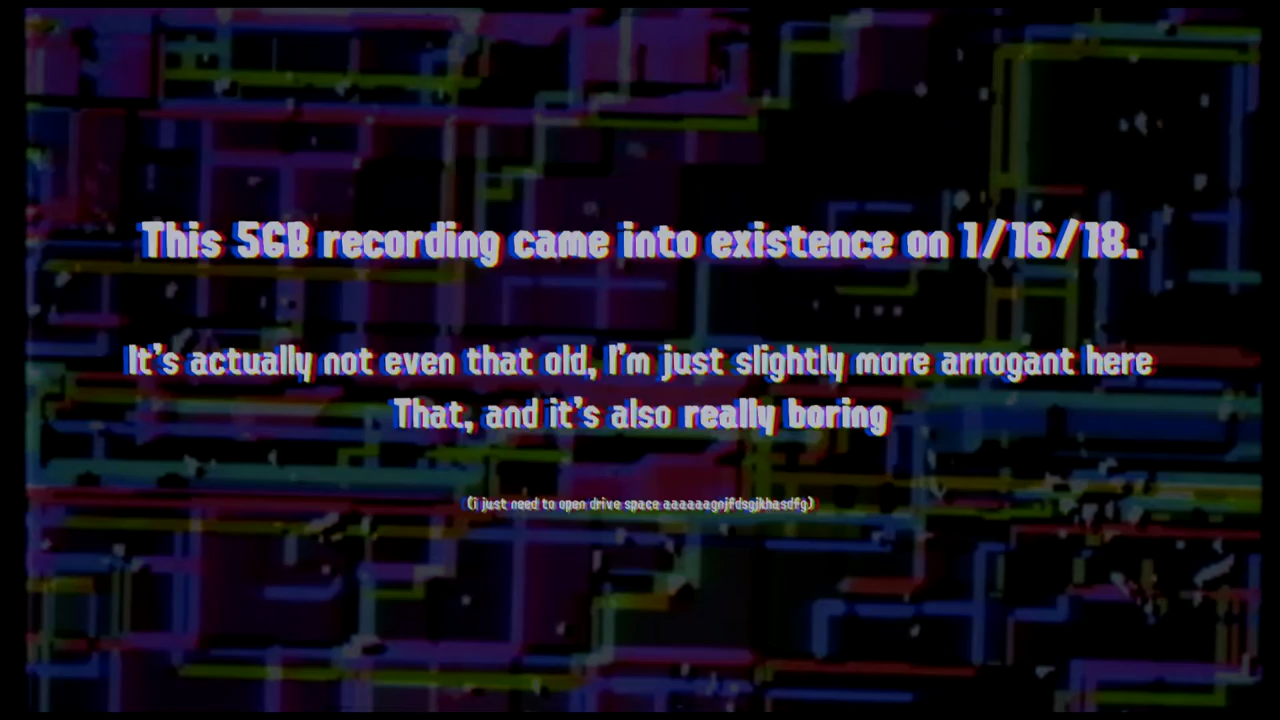 This 5GB recording came into existence on 1/16/18.
It's actually not even that old, I'm just slightly more arrogant here
That, and it's also really boring
(i just need to open drive space aaaaaagnjfdsgjkhasdfg)